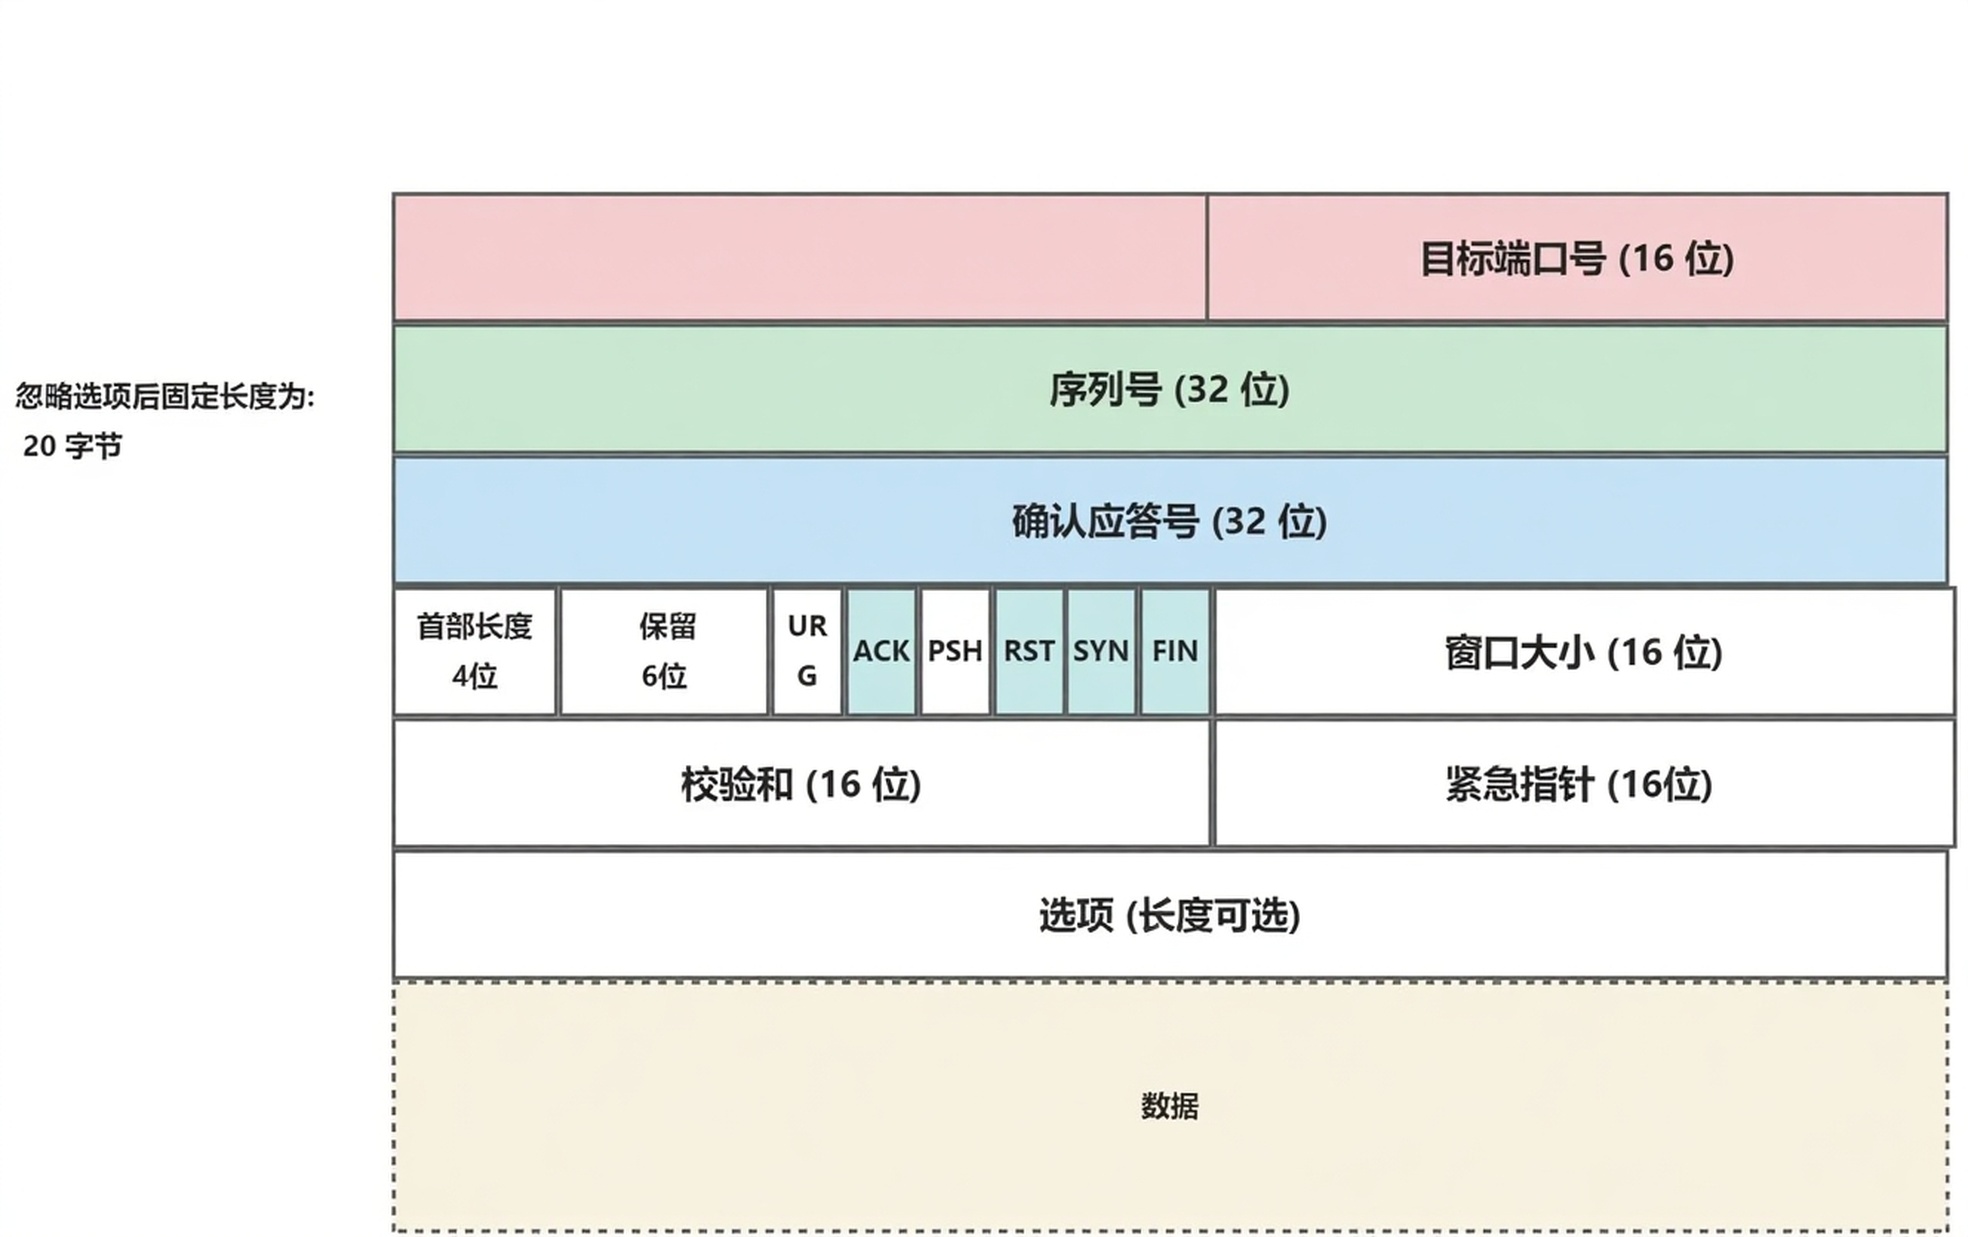 目标端口号 (16 位)
序列号 (32 位)
忽略选项后固定长度为:
20 字节
确认应答号 (32 位)
首部长度
4位
保留
6位
UR
G
ACK
PSH
RST
SYN
FIN
窗口大小 (16 位)
校验和 (16 位)
紧急指针 (16位)
选项 (长度可选)
数据